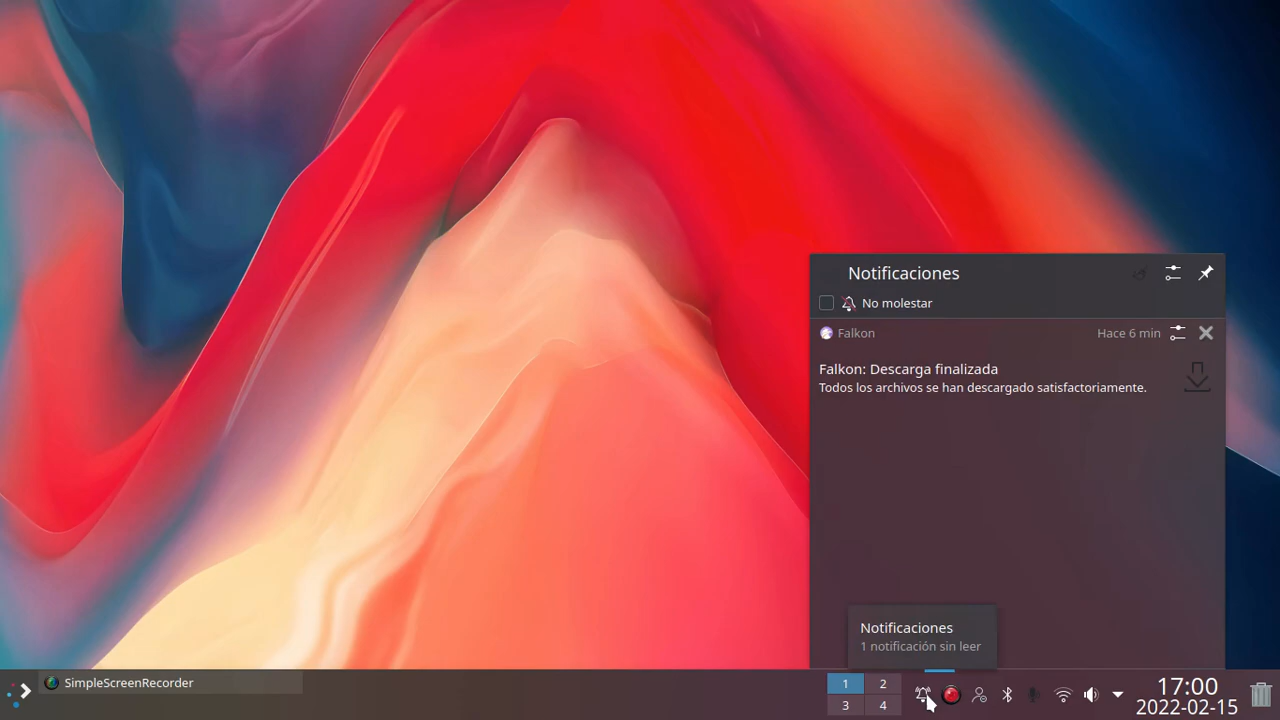 Notificaciones
No molestar
Falkon
Hace 6 min
Falkon: Descarga finalizada
Todos los archivos se han descargado satisfactoriamente.
Notificaciones
1 notificación sin leer
SimpleScreenRecorder
1
2
3
4
17:00
2022-02-15